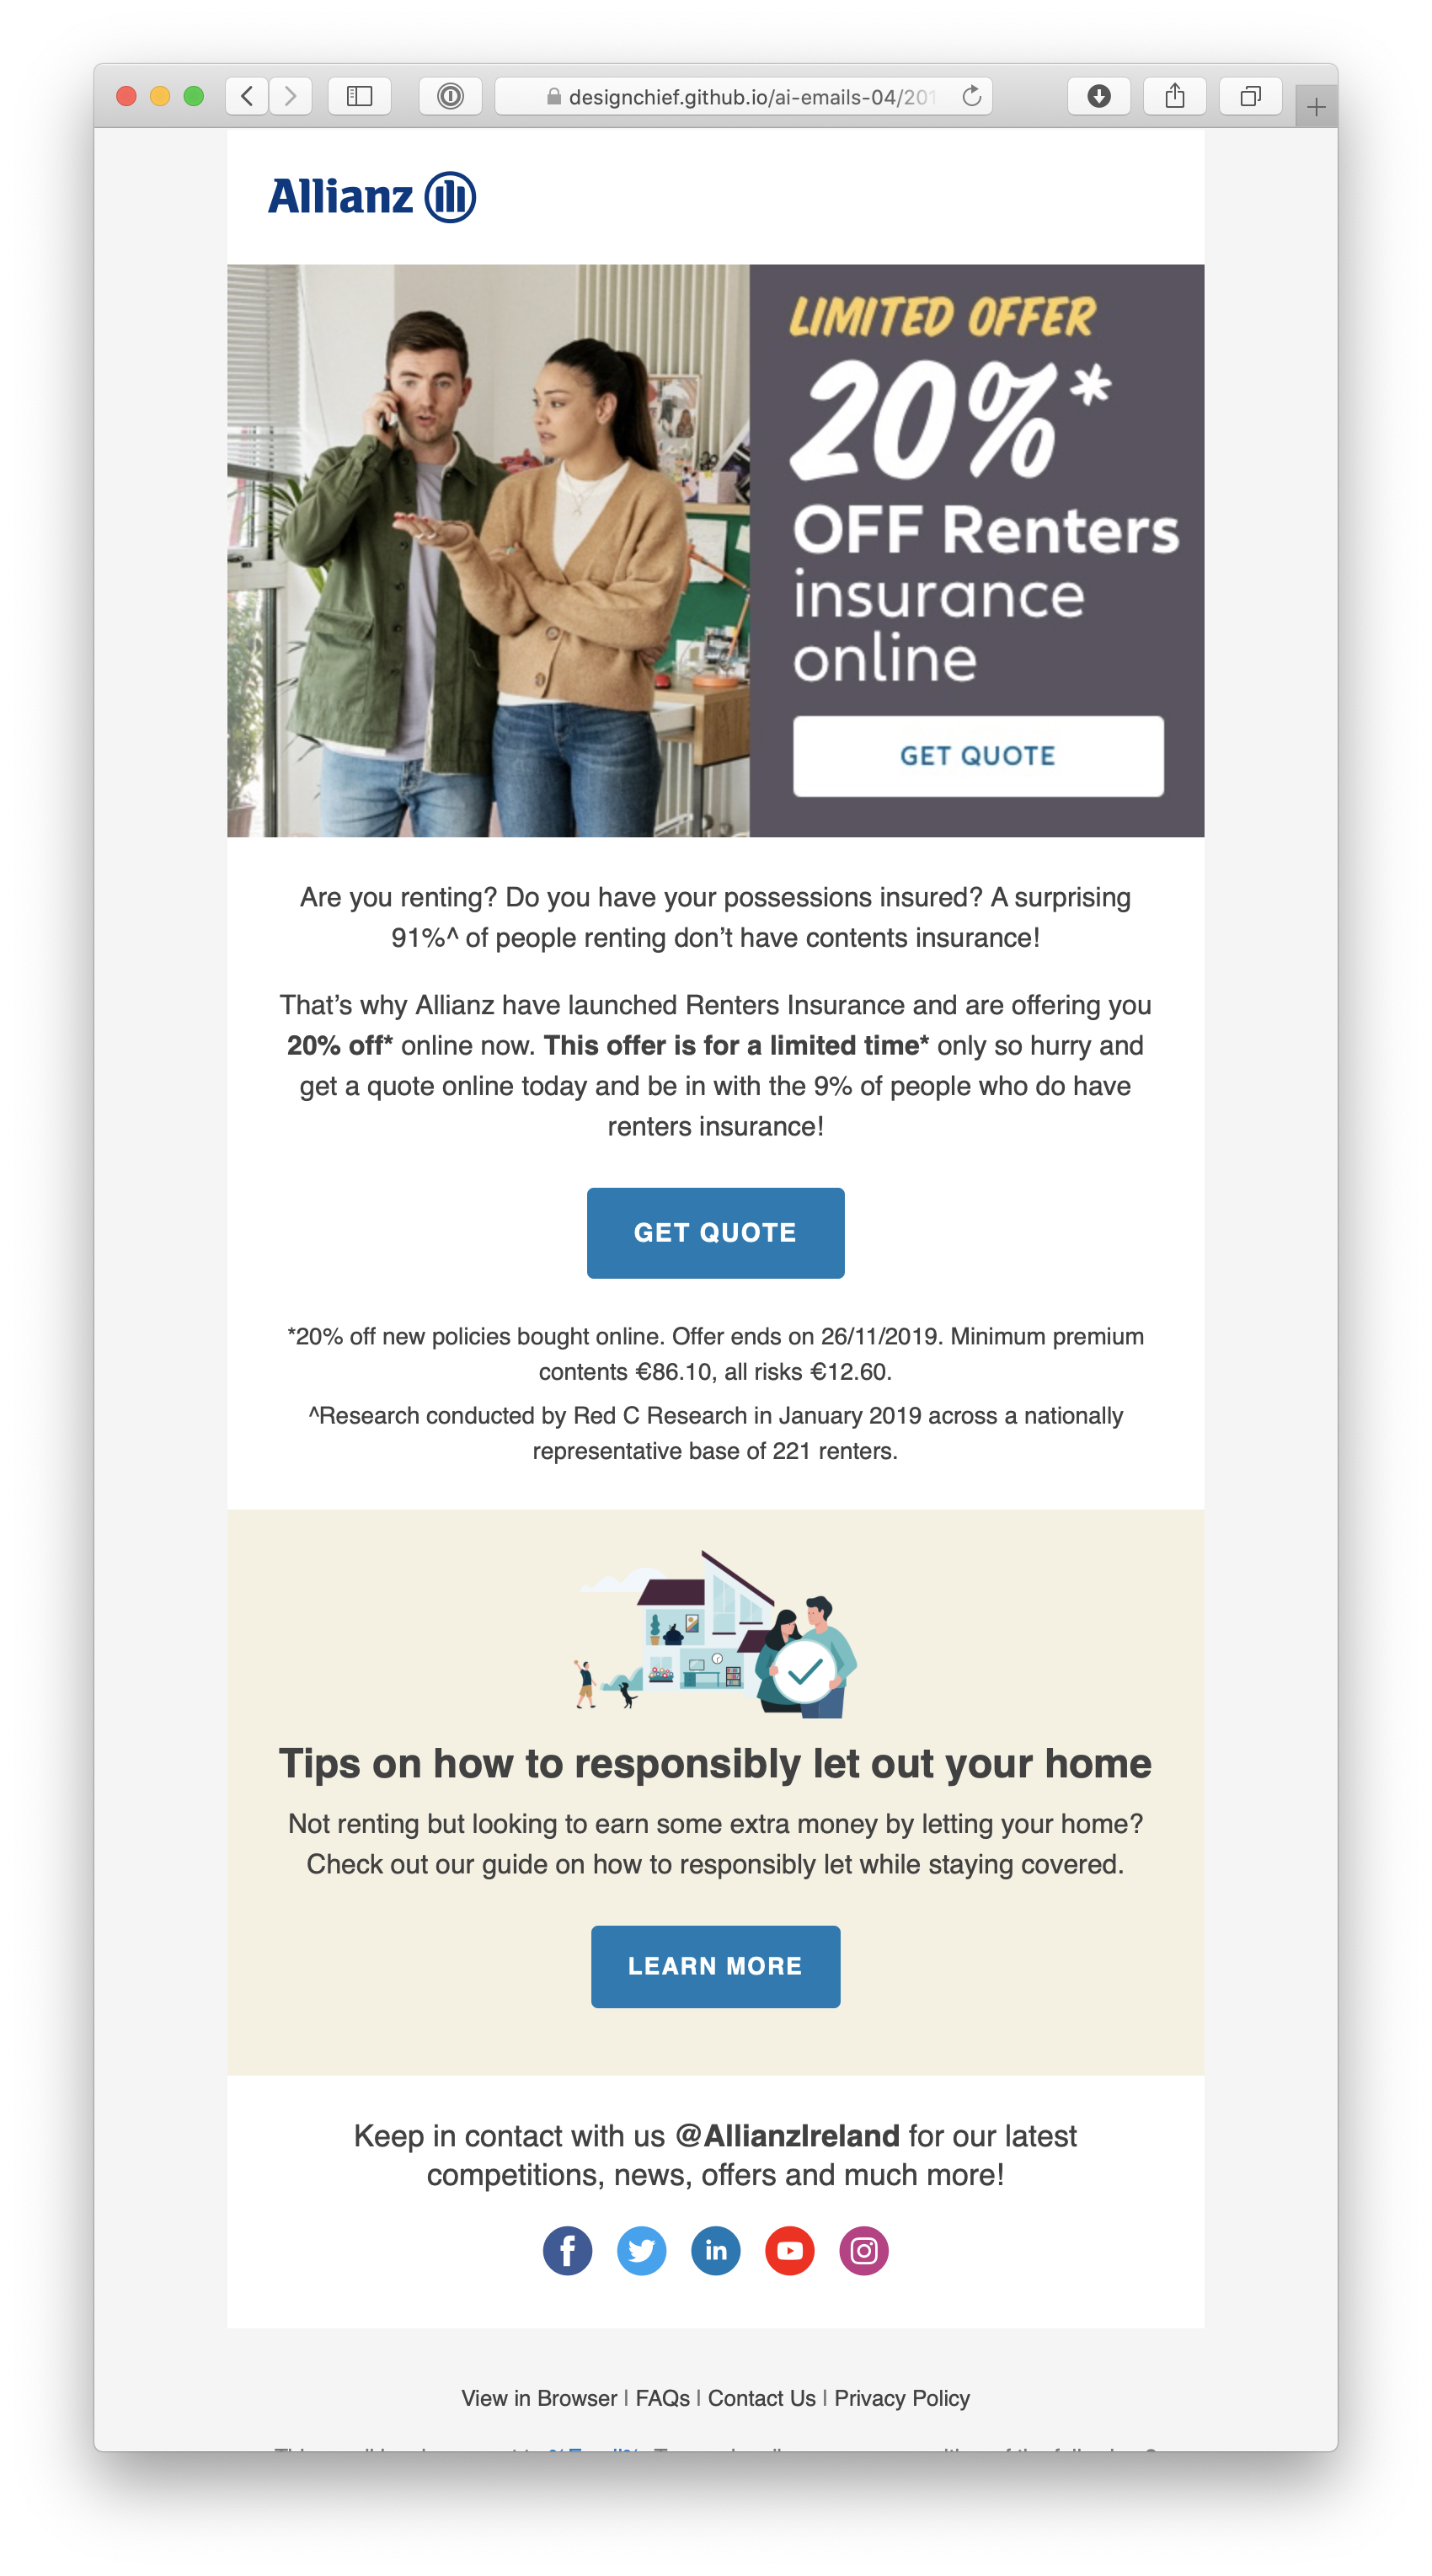 designchief.github.io/ai-emails-04/201
Allianz
LIMITED OFFER
20%*
OFF Renters
insurance
online
GET QUOTE
Are you renting? Do you have your possessions insured? A surprising
91%^ of people renting don’t have contents insurance!
That’s why Allianz have launched Renters Insurance and are offering you
20% off* online now. This offer is for a limited time* only so hurry and
get a quote online today and be in with the 9% of people who do have
renters insurance!
GET QUOTE
*20% off new policies bought online. Offer ends on 26/11/2019. Minimum premium
contents €86.10, all risks €12.60.
^Research conducted by Red C Research in January 2019 across a nationally
representative base of 221 renters.
Tips on how to responsibly let out your home
Not renting but looking to earn some extra money by letting your home?
Check out our guide on how to responsibly let while staying covered.
LEARN MORE
Keep in contact with us @AllianzIreland for our latest
competitions, news, offers and much more!
f
in
View in Browser | FAQs | Contact Us | Privacy Policy